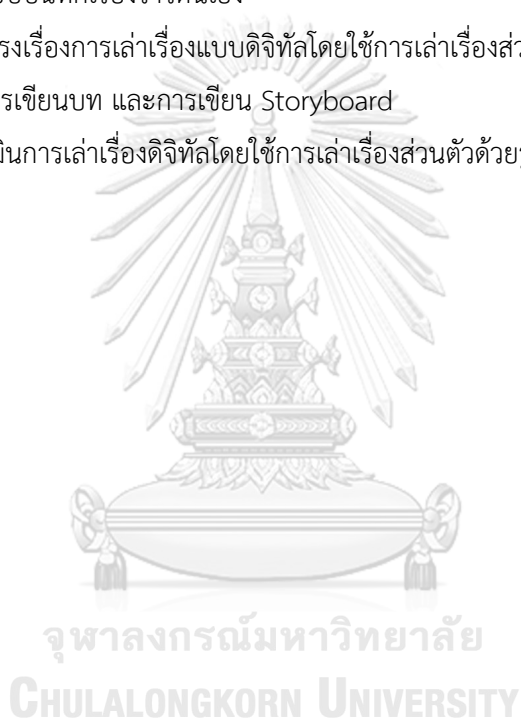 รงเรื่องการเล่าเรื่องแบบดิจิทัลโดยใช้การเล่าเรื่องส่ว
รเขียนบท และการเขียน Storyboard
มินการเล่าเรื่องดิจิทัลโดยใช้การเล่าเรื่องส่วนตัวด้วย
จุฬาลงกรณ์มหาวิทยาลัย
CHULALONGKORN UNIVERSITY